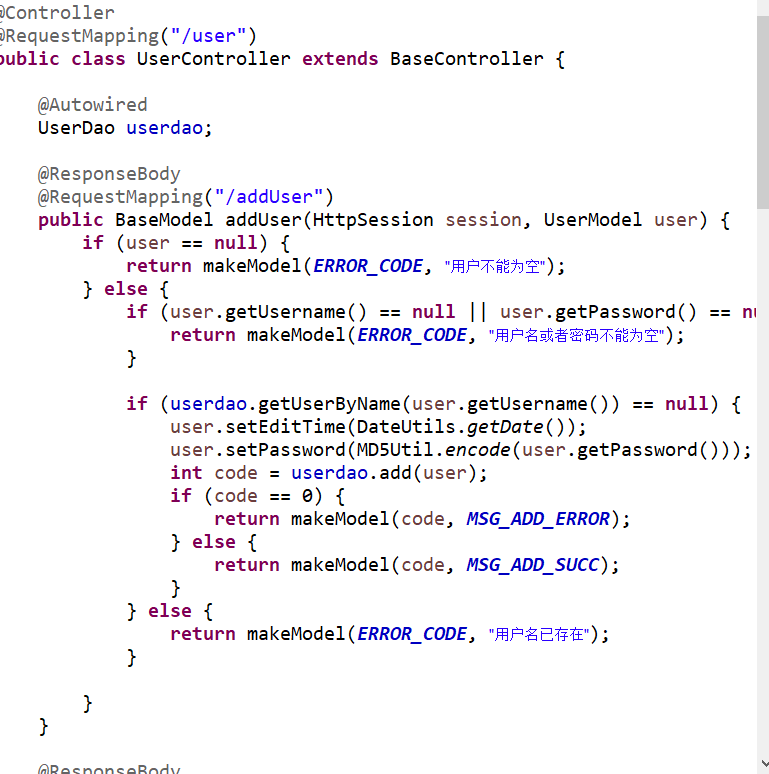 @Controller
@RequestMapping("/user")
public class UserController extends BaseController {
@Autowired
UserDao userdao;
@ResponseBody
@RequestMapping("/addUser")
public BaseModel addUser(HttpSession session, UserModel user) {
if (user == null) {
return makeModel(ERROR_CODE, "用户不能为空");
} else {
if (user.getUsername() == null || user.getPassword() == nu
return makeModel(ERROR_CODE, "用户名或者密码不能为空");
}
if (userdao.getUserByName(user.getUsername()) == null) {
user.setEditTime(DateUtils.getDate());
user.setPassword(MD5Util.encode(user.getPassword()));
int code = userdao.add(user);
if (code == 0) {
return makeModel(code, MSG_ADD_ERROR);
} else {
return makeModel(code, MSG_ADD_SUCC);
}
} else {
return makeModel(ERROR_CODE, "用户名已存在");
}
}
}
@ResponseBody